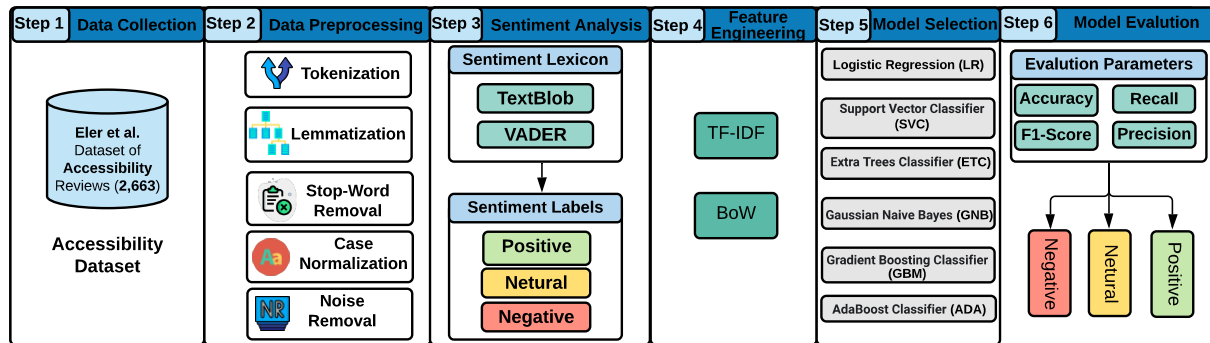 Step 1
Data Collection
Eler et al.
Dataset of
Accessibility
Reviews (2,663)
Accessibility
Dataset
Step 2
Data Preprocessing
Tokenization
Lemmatization
Stop-Word
Removal
Aa
Case
Normalization
NR
Noise
Removal
Step 3
Sentiment Analysis
Sentiment Lexicon
TextBlob
VADER
Sentiment Labels
Positive
Netural
Negative
Step 4
Feature
Engineering
TF-IDF
BoW
Step 5
Model Selection
Logistic Regression (LR)
Support Vector Classifier
(SVC)
Extra Trees Classifier (ETC)
Gaussian Naive Bayes (GNB)
Gradient Boosting Classifier
(GBM)
AdaBoost Classifier (ADA)
Step 6
Model Evalution
Evalution Parameters
Accuracy
Recall
F1-Score
Precision
Negative
Netural
Positive